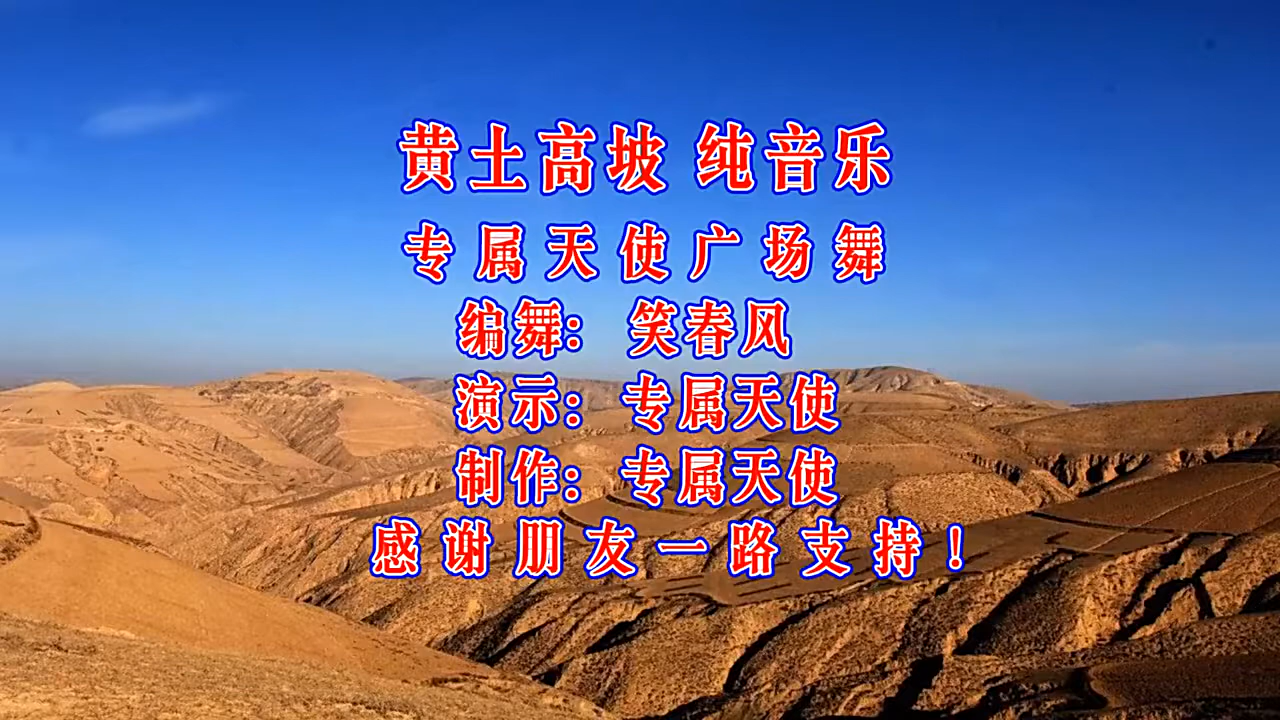 黄土高坡 纯音乐
专属天使广场舞
编舞: 笑春风
演示: 专属天使
制作: 专属天使
感谢朋友一路支持!